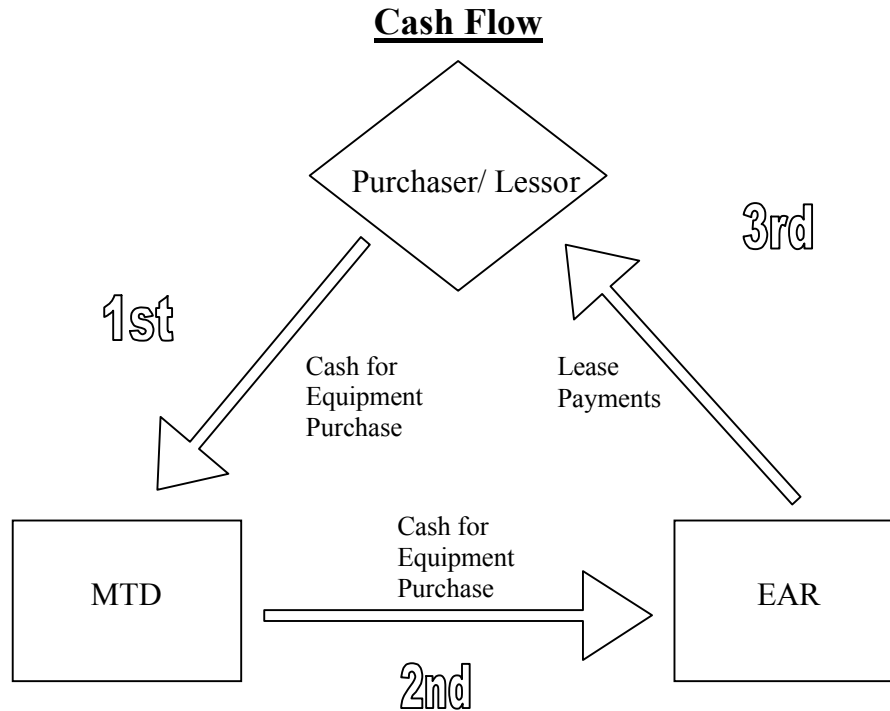 Cash Flow
Purchaser/ Lessor
3rd
1st
Cash for
Equipment
Purchase
Lease
Payments
Cash for
Equipment
Purchase
MTD
EAR
2nd